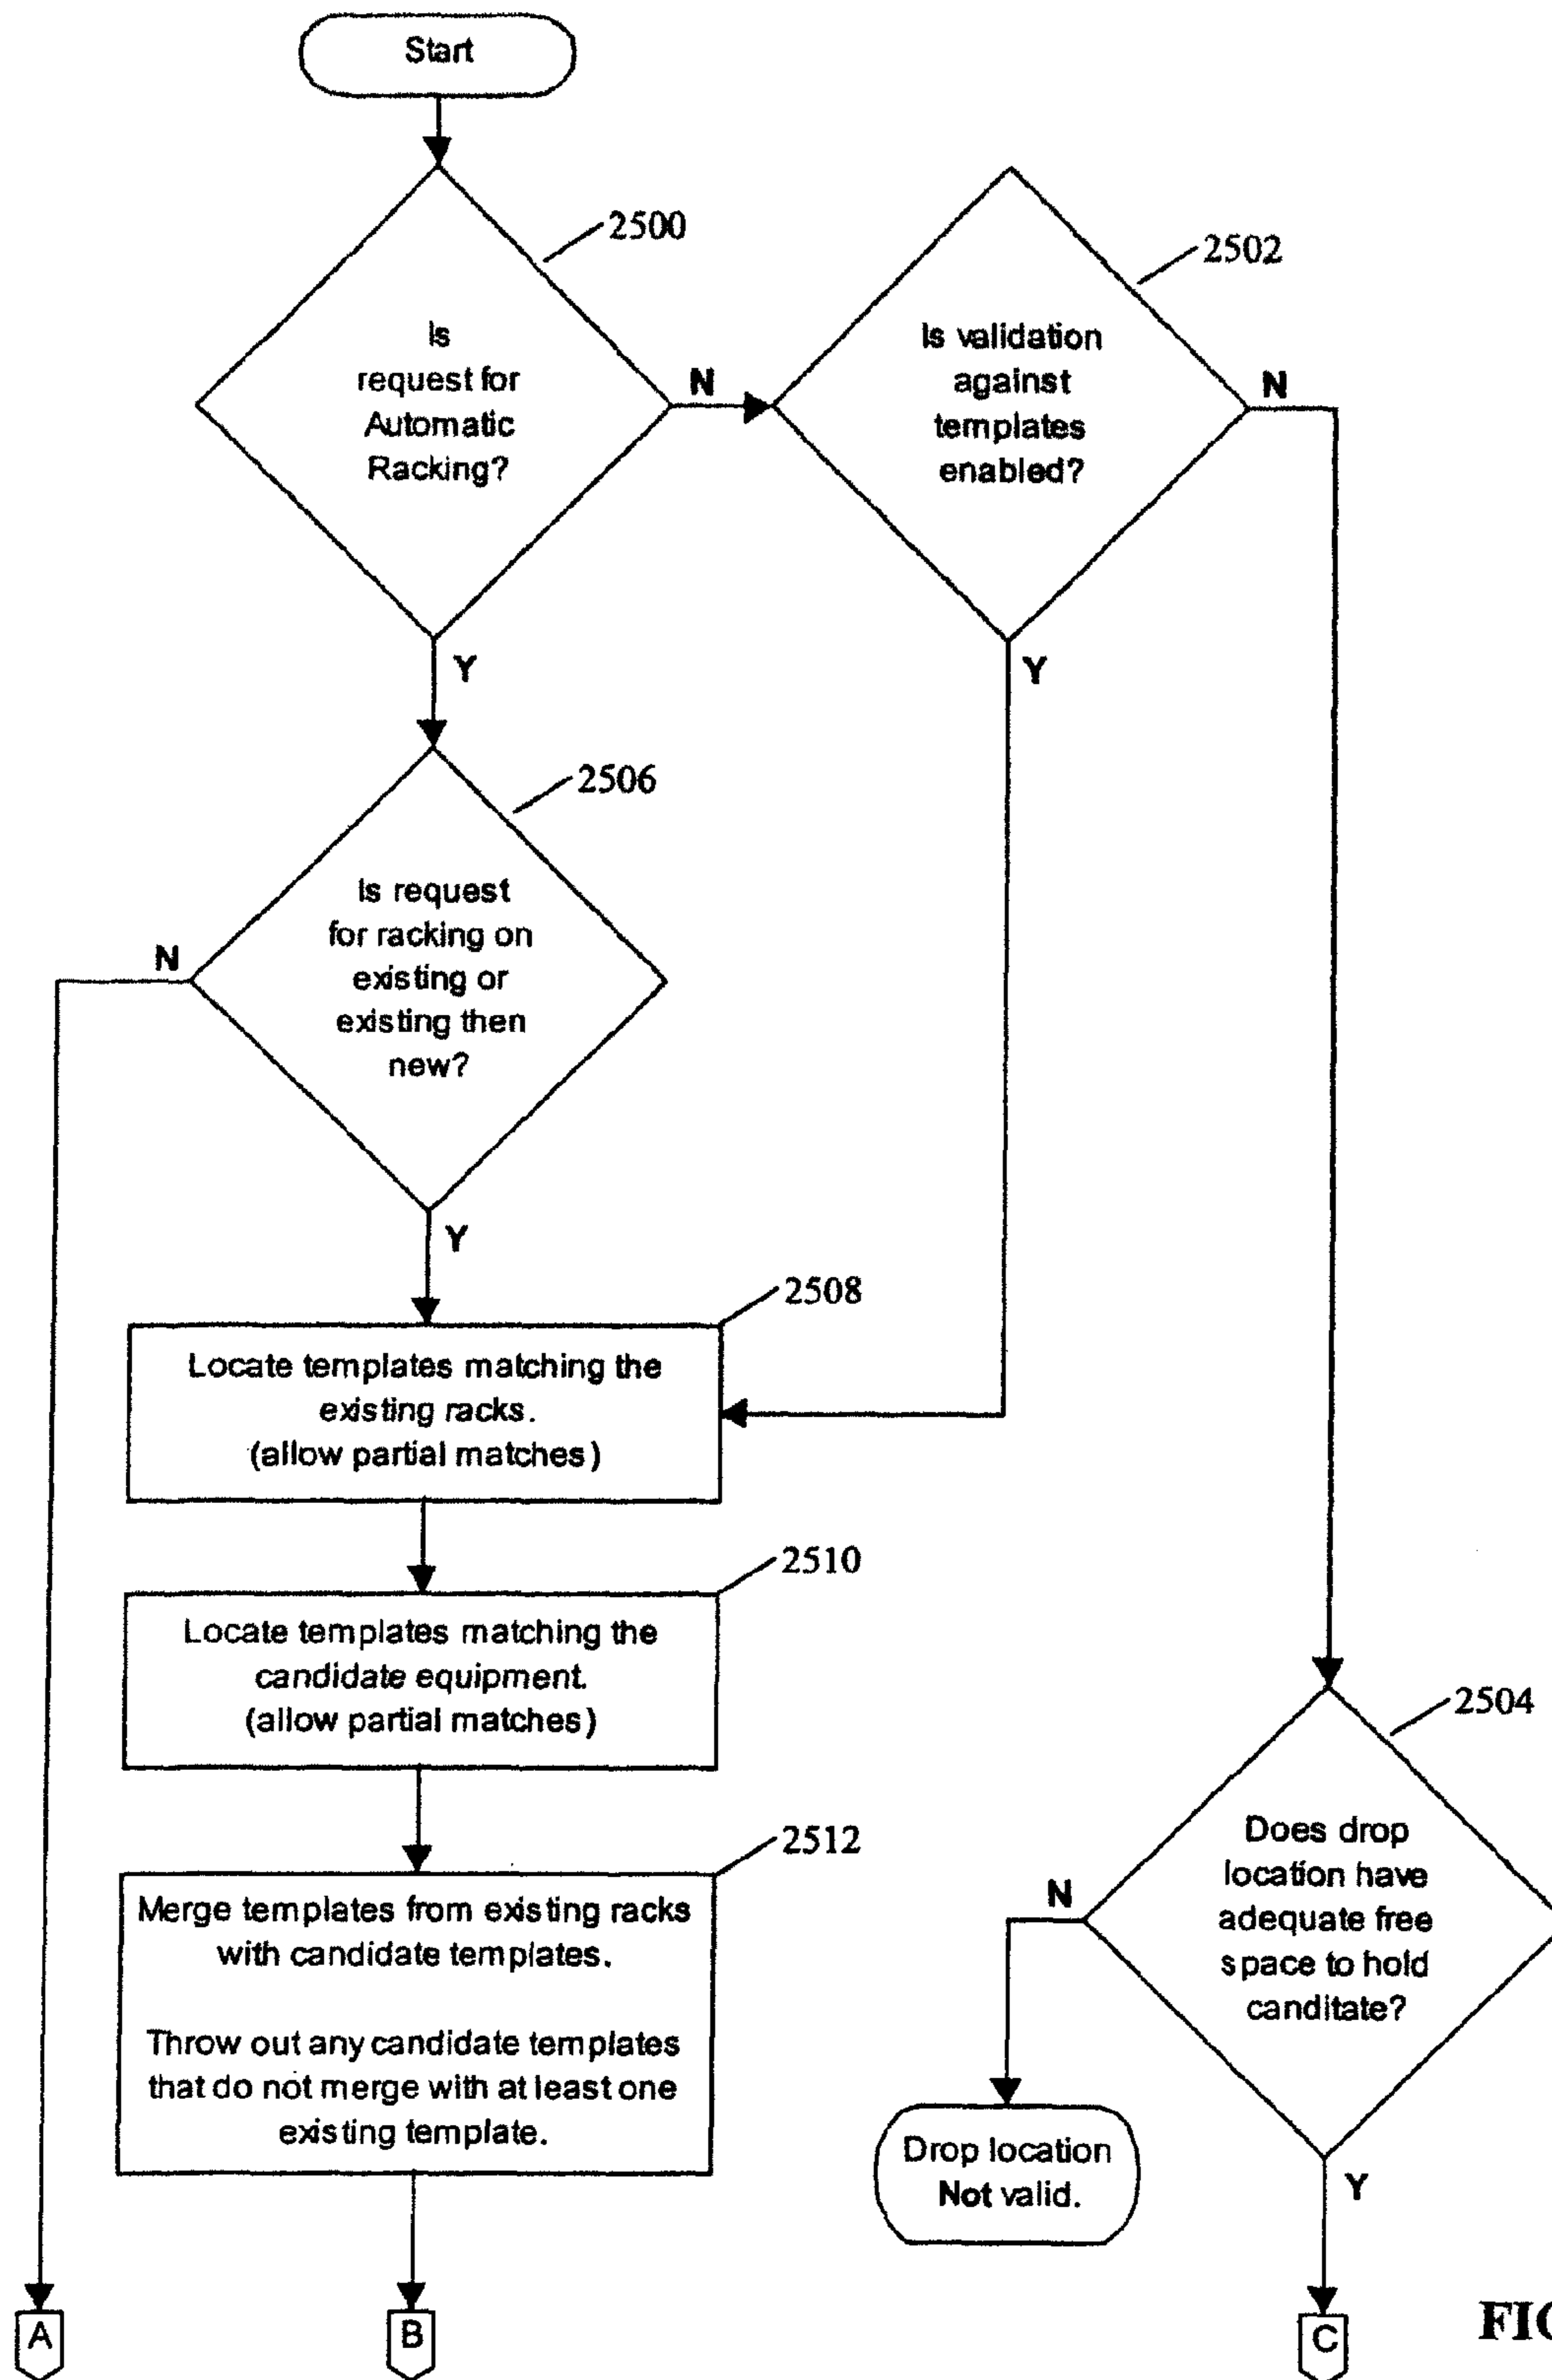 Start
2500
Is
request for
Automatic
Racking?
N
Y
2502
Is validation
against
templates
enabled?
N
Y
2506
Is request
for racking on
existing or
existing then
new?
N
Y
2508
Locate templates matching the
existing racks.
(allow partial matches)
2510
Locate templates matching the
candidate equipment.
(allow partial matches)
2512
Merge templates from existing racks
with candidate templates.
Throw out any candidate templates
that do not merge with at least one
existing template.
2504
Does drop
location have
adequate free
space to hold
canditate?
N
Y
Drop location
Not valid.
A
B
C